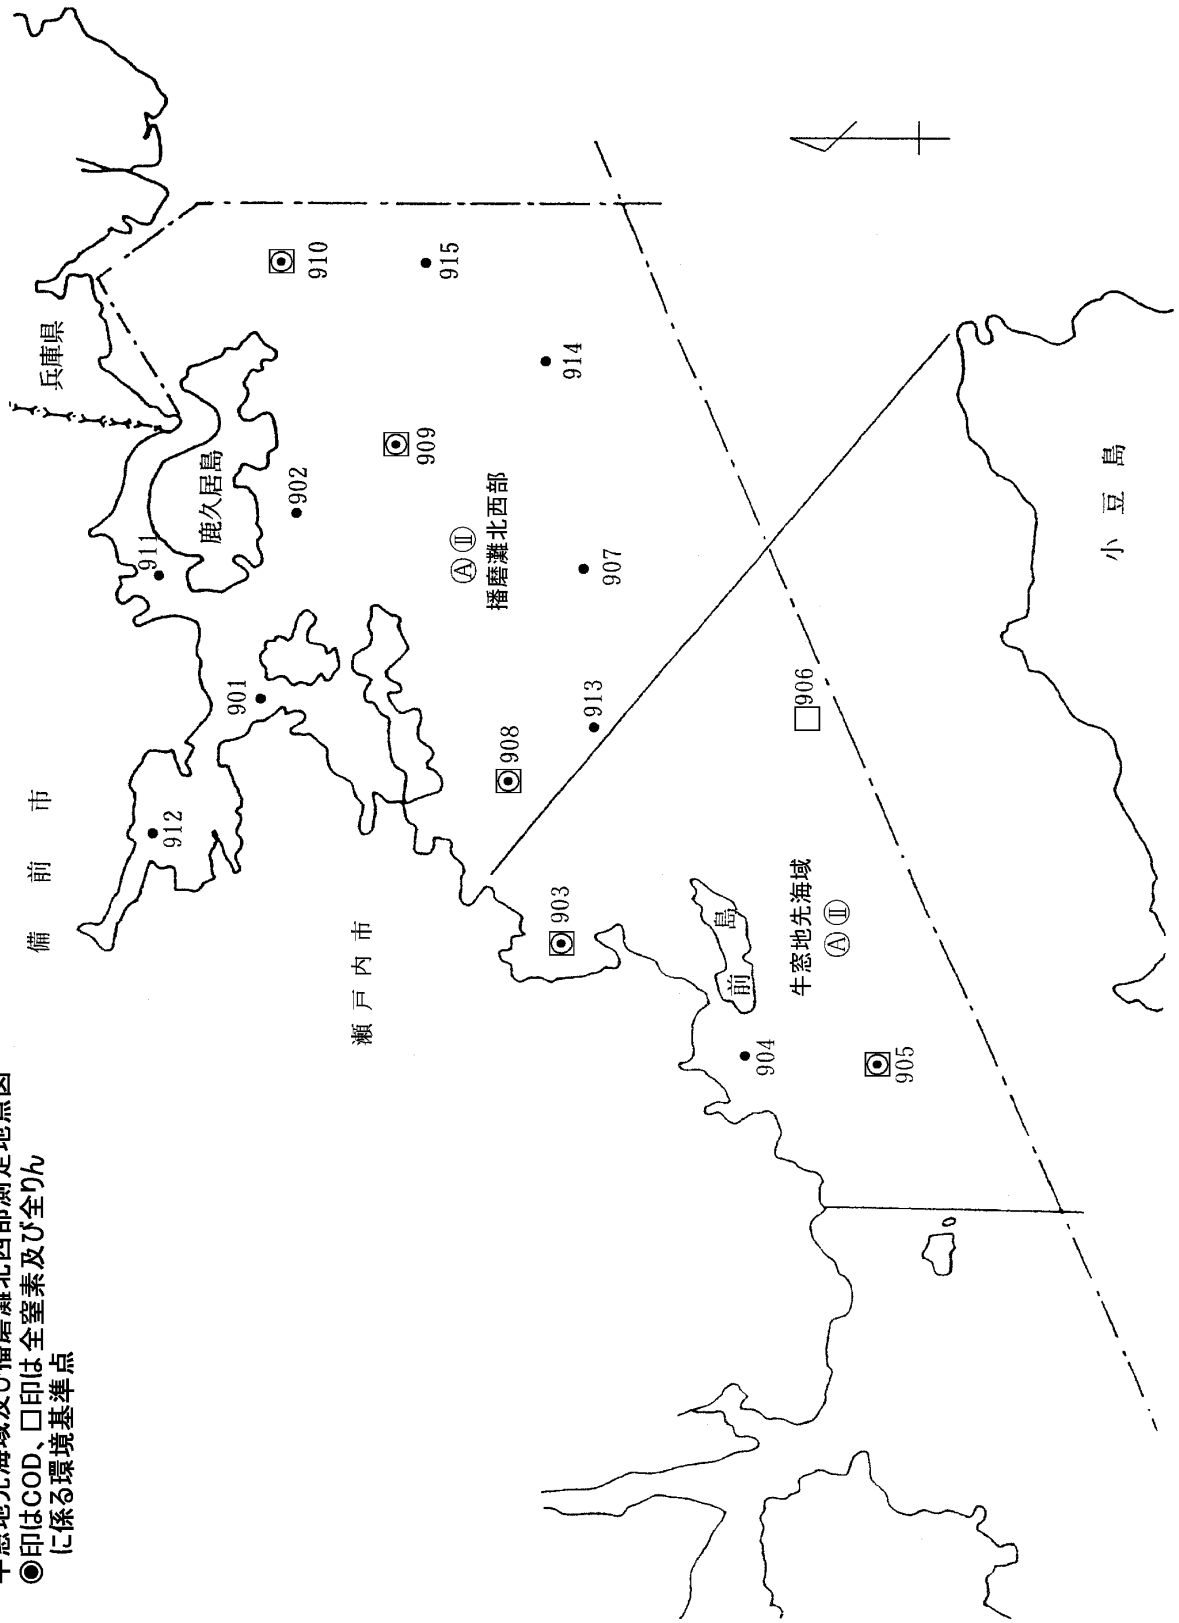 牛窓地先海域及び播磨灘北西部測定地点図
◉印はCOD、□印は全窒素及び全りん
に係る環境基準点
備前市
兵庫県
瀬戸内市
鹿久居島
911
912
901
902
910
915
909
914
Ⓐ Ⅱ
播磨灘北西部
907
908
913
903
906
前島
牛窓地先海域
Ⓐ Ⅱ
904
905
小豆島